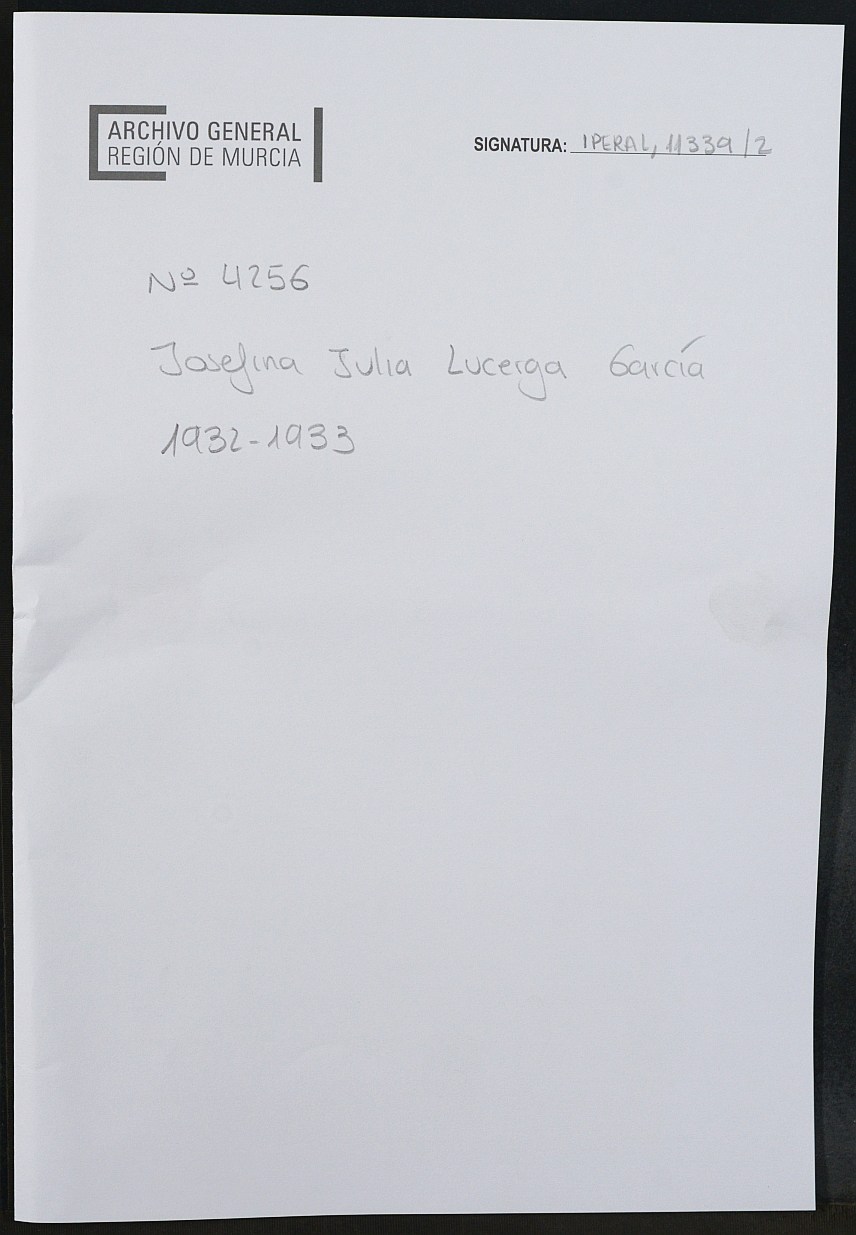 ARCHIVO GENERAL
REGIÓN DE MURCIA
SIGNATURA: IPERAL, 11339/2
Nº 4256
Josefina Julia Lucerga García
1932-1933